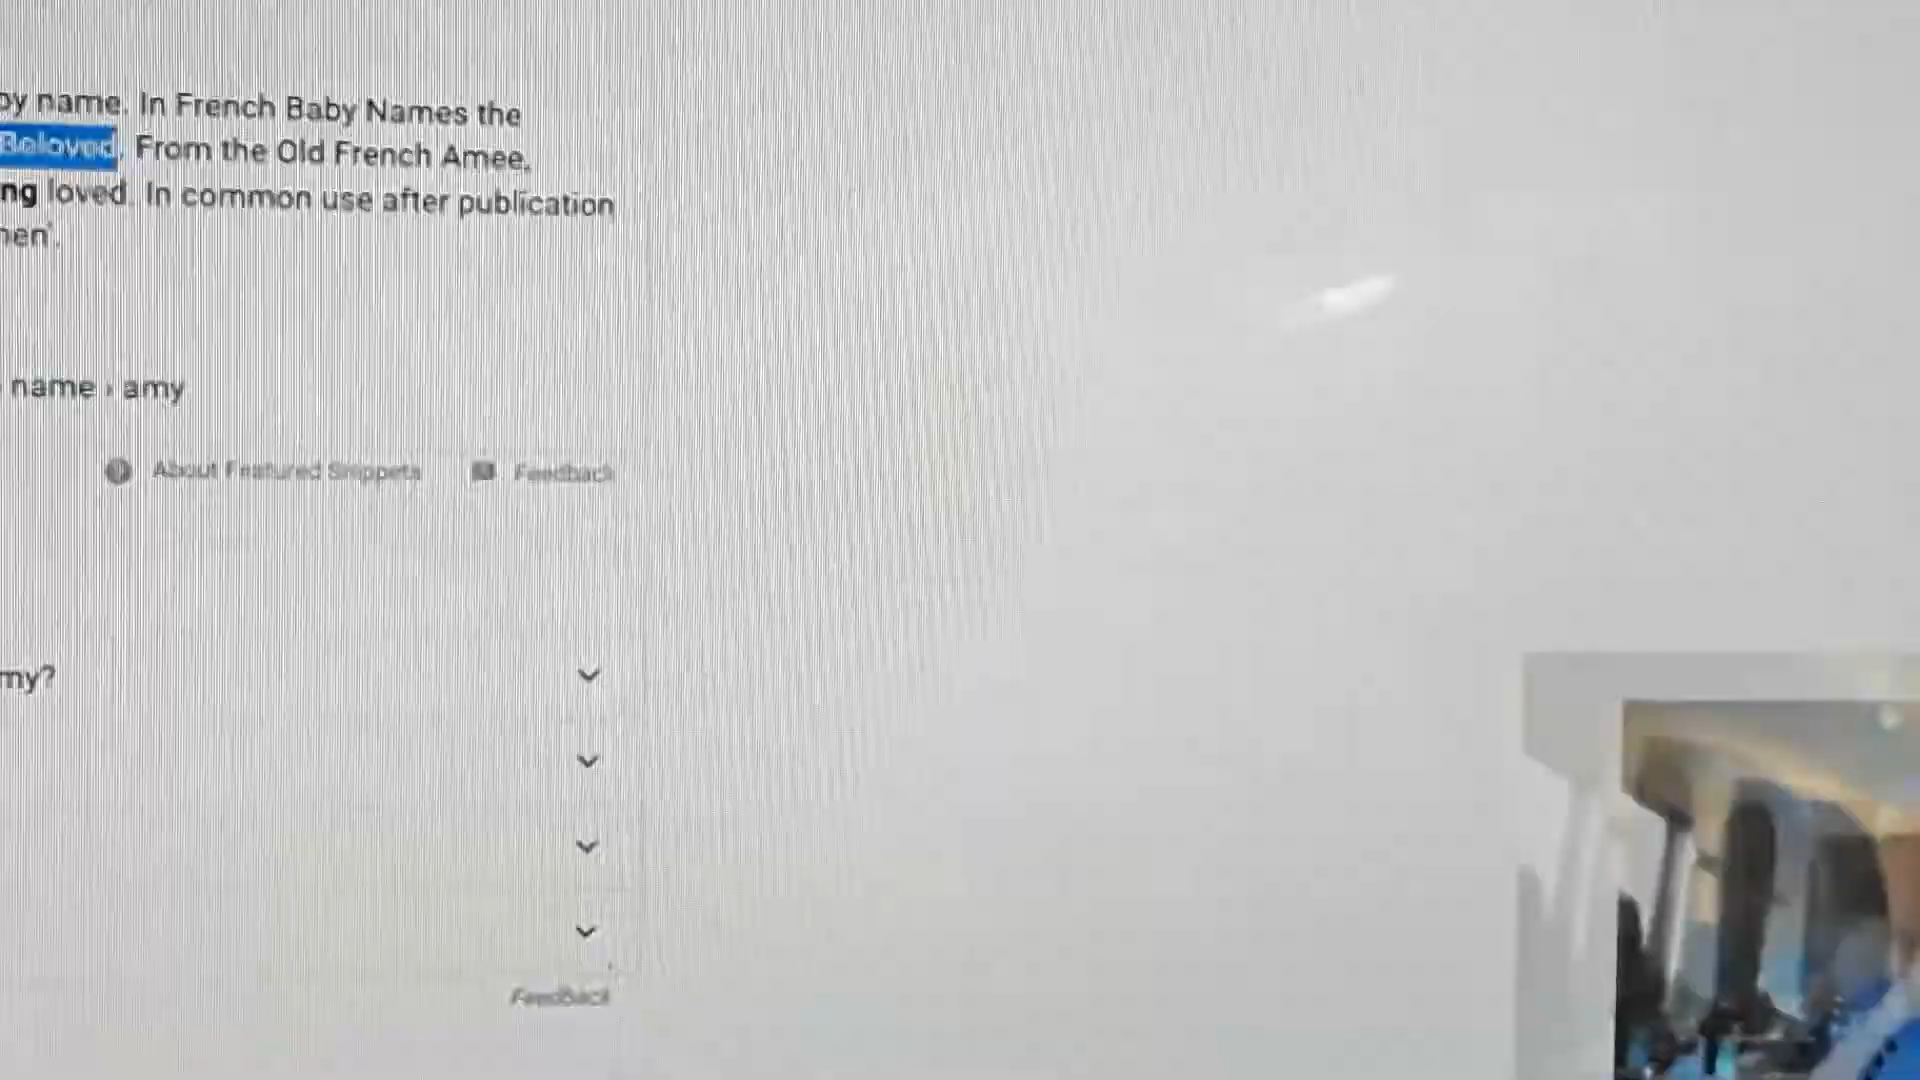 by name. In French Baby Names the
Beloved. From the Old French Amee.
ng loved. In common use after publication
nen'.
name › amy
About Featured Snippets
Feedback
my?
Feedback